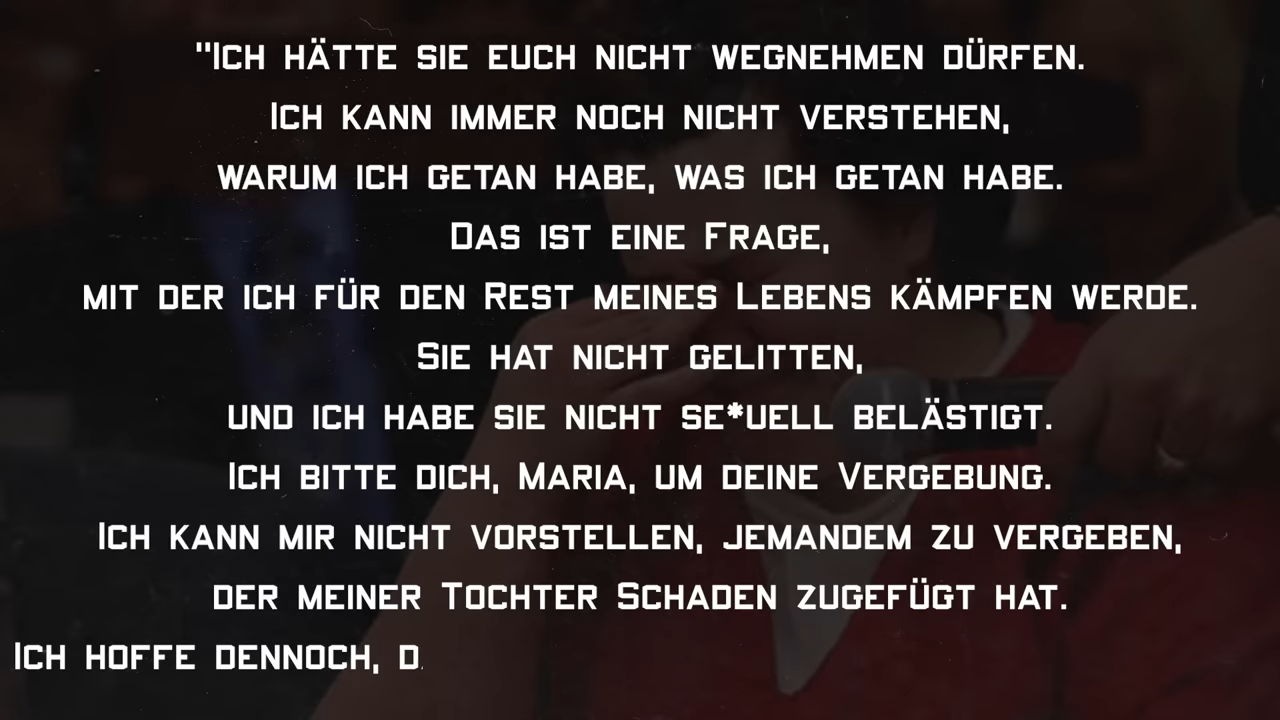 "Ich hätte sie euch nicht wegnehmen dürfen.
Ich kann immer noch nicht verstehen,
warum ich getan habe, was ich getan habe.
Das ist eine Frage,
mit der ich für den Rest meines Lebens kämpfen werde.
Sie hat nicht gelitten,
und ich habe sie nicht se*uell belästigt.
Ich bitte dich, Maria, um deine Vergebung.
Ich kann mir nicht vorstellen, jemandem zu vergeben,
der meiner Tochter Schaden zugefügt hat.
Ich hoffe dennoch, d